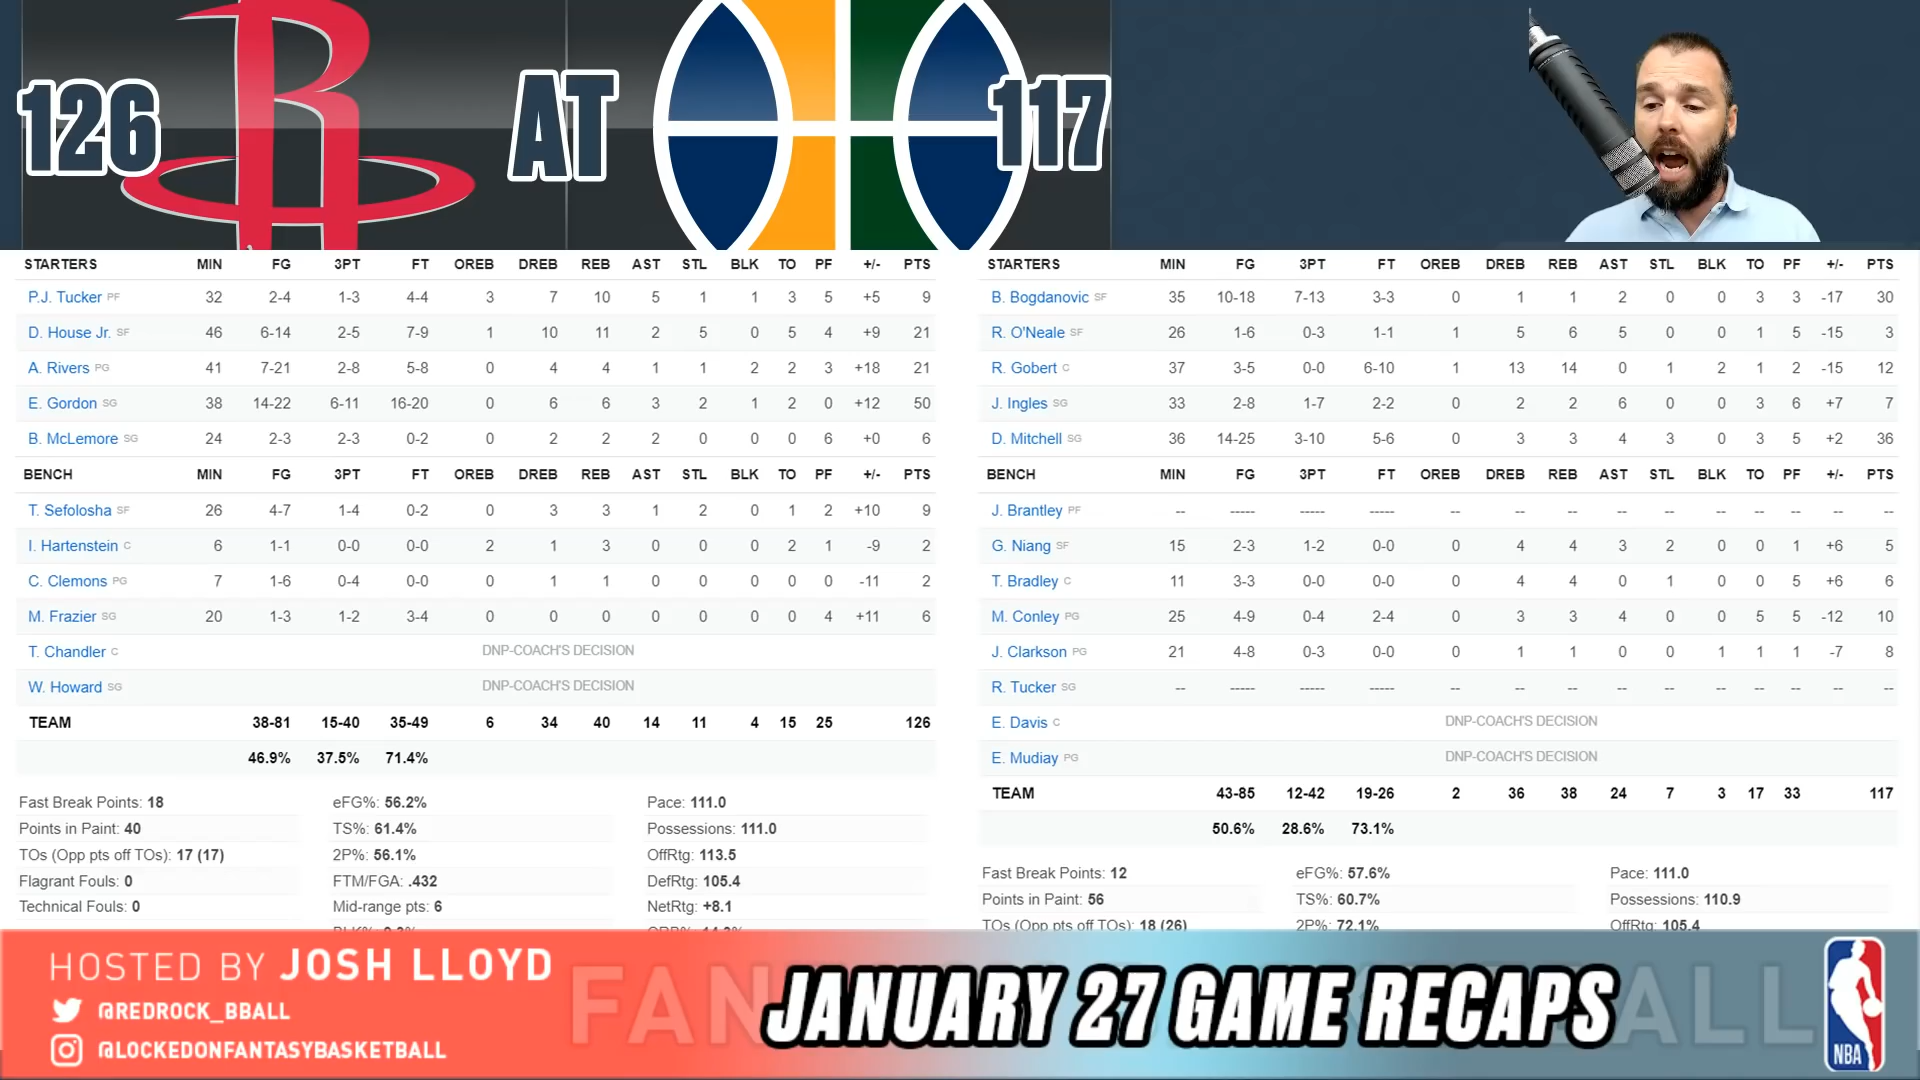 126 AT 117
STARTERS MIN FG 3PT FT OREB DREB REB AST STL BLK TO PF +/- PTS
P.J. Tucker PF 32 2-4 1-3 4-4 3 7 10 5 1 1 3 5 +5 9
D. House Jr. SF 46 6-14 2-5 7-9 1 10 11 2 5 0 5 4 +9 21
A. Rivers PG 41 7-21 2-8 5-8 0 4 4 1 1 2 2 3 +18 21
E. Gordon SG 38 14-22 6-11 16-20 0 6 6 3 2 1 2 0 +12 50
B. McLemore SG 24 2-3 2-3 0-2 0 2 2 2 0 0 0 6 +0 6
BENCH MIN FG 3PT FT OREB DREB REB AST STL BLK TO PF +/- PTS
T. Sefolosha SF 26 4-7 1-4 0-2 0 3 3 1 2 0 1 2 +10 9
I. Hartenstein C 6 1-1 0-0 0-0 2 1 3 0 0 0 2 1 -9 2
C. Clemons PG 7 1-6 0-4 0-0 0 1 1 0 0 0 0 0 -11 2
M. Frazier SG 20 1-3 1-2 3-4 0 0 0 0 0 0 0 4 +11 6
T. Chandler C DNP-COACH'S DECISION
W. Howard SG DNP-COACH'S DECISION
TEAM 38-81 15-40 35-49 6 34 40 14 11 4 15 25 126
46.9% 37.5% 71.4%
Fast Break Points: 18 eFG%: 56.2% Pace: 111.0
Points in Paint: 40 TS%: 61.4% Possessions: 111.0
TOs (Opp pts off TOs): 17 (17) 2P%: 56.1% OffRtg: 113.5
Flagrant Fouls: 0 FTM/FGA: .432 DefRtg: 105.4
Technical Fouls: 0 Mid-range pts: 6 NetRtg: +8.1
STARTERS MIN FG 3PT FT OREB DREB REB AST STL BLK TO PF +/- PTS
B. Bogdanovic SF 35 10-18 7-13 3-3 0 1 1 2 0 0 3 3 -17 30
R. O'Neale SF 26 1-6 0-3 1-1 1 5 6 5 0 0 1 5 -15 3
R. Gobert C 37 3-5 0-0 6-10 1 13 14 0 1 2 1 2 -15 12
J. Ingles SG 33 2-8 1-7 2-2 0 2 2 6 0 0 3 6 +7 7
D. Mitchell SG 36 14-25 3-10 5-6 0 3 3 4 3 0 3 5 +2 36
BENCH MIN FG 3PT FT OREB DREB REB AST STL BLK TO PF +/- PTS
J. Brantley PF -- ----- ----- ----- -- -- -- -- -- -- -- -- -- --
G. Niang SF 15 2-3 1-2 0-0 0 4 4 3 2 0 0 1 +6 5
T. Bradley C 11 3-3 0-0 0-0 0 4 4 0 1 0 0 5 +6 6
M. Conley PG 25 4-9 0-4 2-4 0 3 3 4 0 0 5 5 -12 10
J. Clarkson PG 21 4-8 0-3 0-0 0 1 1 0 0 1 1 1 -7 8
R. Tucker SG -- ----- ----- ----- -- -- -- -- -- -- -- -- -- --
E. Davis C DNP-COACH'S DECISION
E. Mudiay PG DNP-COACH'S DECISION
TEAM 43-85 12-42 19-26 2 36 38 24 7 3 17 33 117
50.6% 28.6% 73.1%
Fast Break Points: 12 eFG%: 57.6% Pace: 111.0
Points in Paint: 56 TS%: 60.7% Possessions: 110.9
TOs (Opp pts off TOs): 18 (26) 2P%: 72.1% OffRtg: 105.4
HOSTED BY JOSH LLOYD
@REDROCK_BBALL
@LOCKEDONFANTASYBASKETBALL
JANUARY 27 GAME RECAPS
NBA